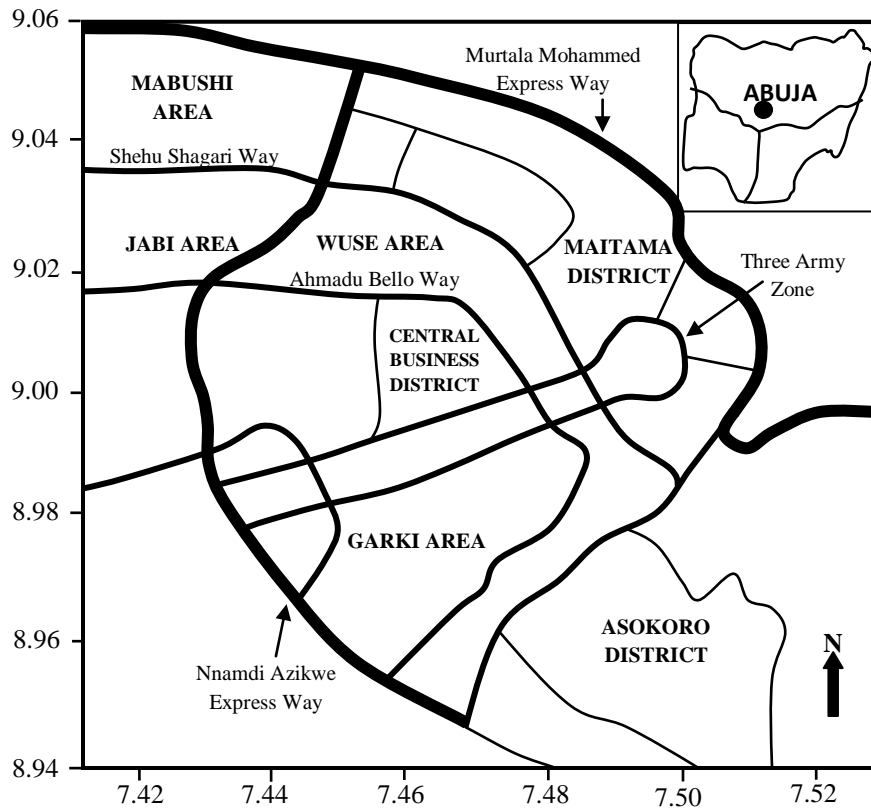 9.06
Murtala Mohammed
Express Way
MABUSHI
AREA
ABUJA
9.04
Shehu Shagari Way
JABI AREA
WUSE AREA
MAITAMA
DISTRICT
Three Army
Zone
9.02
Ahmadu Bello Way
CENTRAL
BUSINESS
DISTRICT
9.00
8.98
GARKI AREA
8.96
ASOKORO
DISTRICT
N
Nnamdi Azikwe
Express Way
8.94
7.42 7.44 7.46 7.48 7.50 7.52